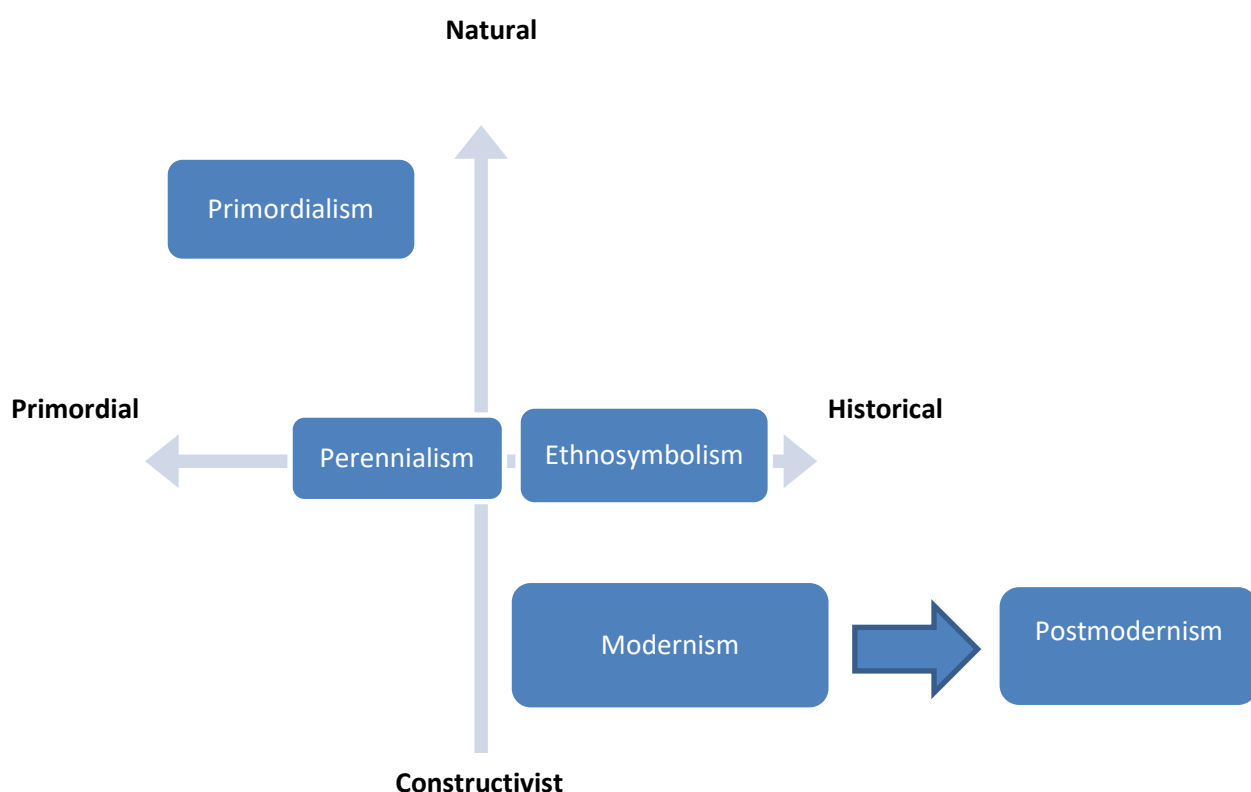 Natural
Primordialism
Primordial
Historical
Perennialism
Ethnosymbolism
Modernism
Postmodernism
Constructivist